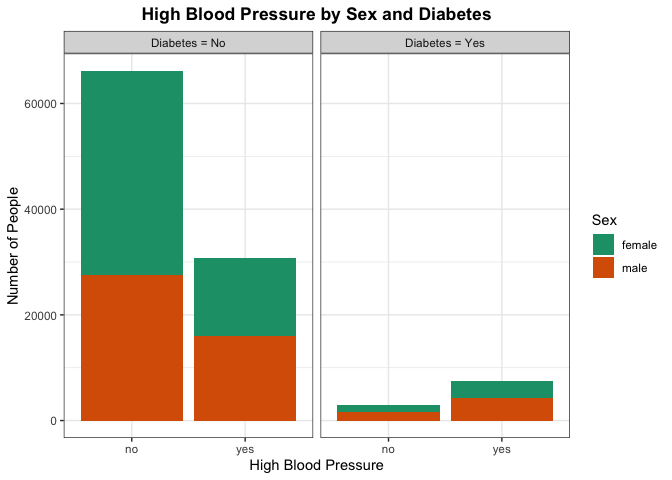 High Blood Pressure by Sex and Diabetes
Diabetes = No
Diabetes = Yes
Number of People
60000
40000
20000
0
no
yes
no
yes
High Blood Pressure
Sex
female
male